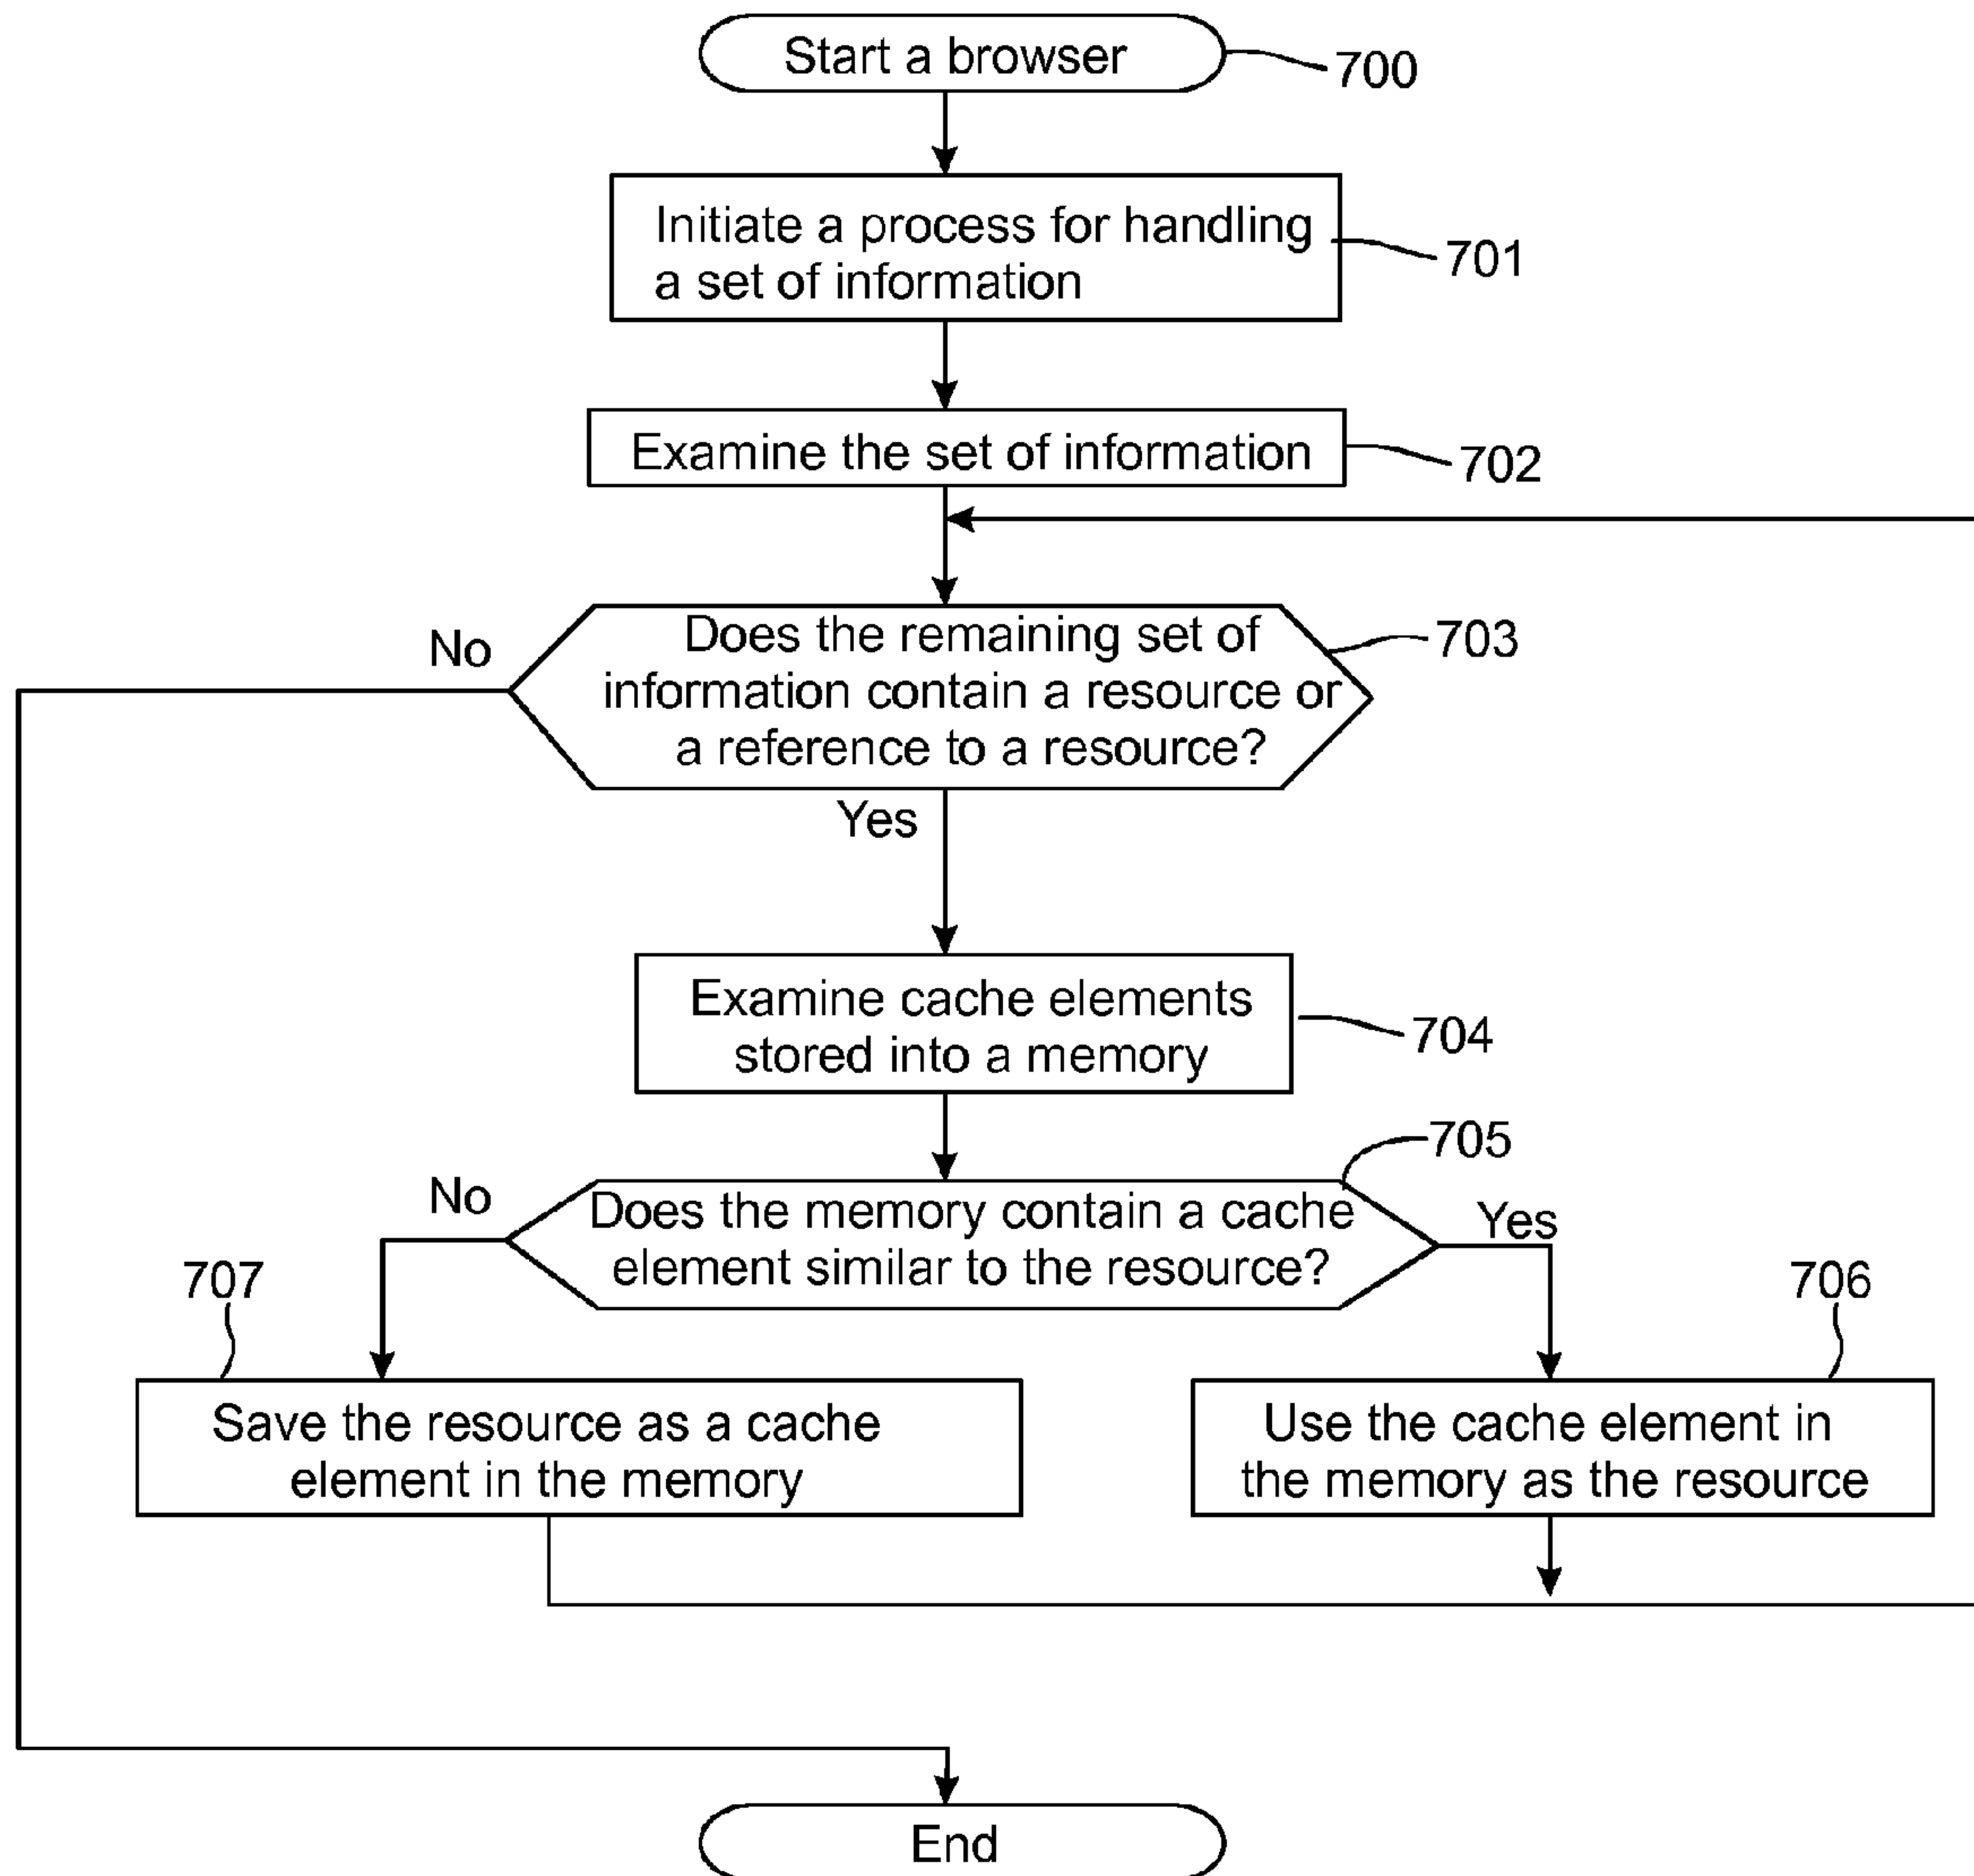 Start a browser
700
Initiate a process for handling
a set of information
701
Examine the set of information
702
No
Does the remaining set of
information contain a resource or
a reference to a resource?
703
Yes
Examine cache elements
stored into a memory
704
705
No
Does the memory contain a cache
element similar to the resource?
Yes
707
706
Save the resource as a cache
element in the memory
Use the cache element in
the memory as the resource
End